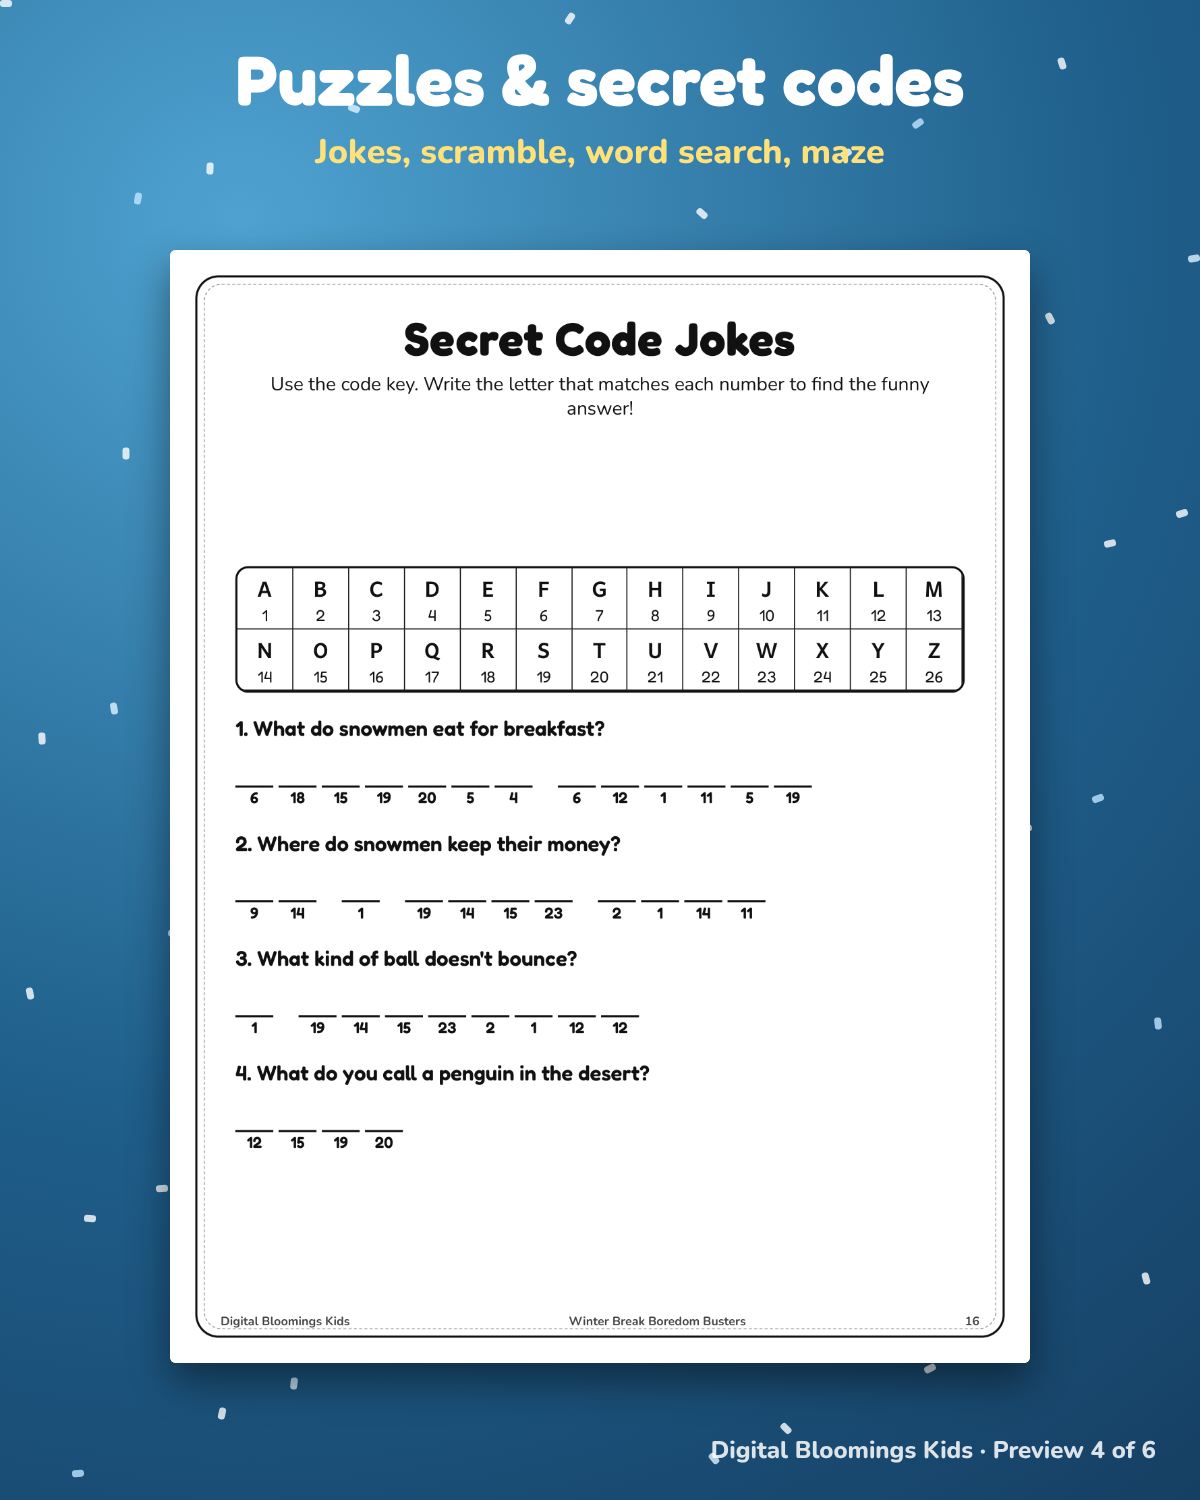 Puzzles & secret codes
Jokes, scramble, word search, maze
Secret Code Jokes
Use the code key. Write the letter that matches each number to find the funny
answer!
A B C D E F G H I J K L M
1 2 3 4 5 6 7 8 9 10 11 12 13
N O P Q R S T U V W X Y Z
14 15 16 17 18 19 20 21 22 23 24 25 26
1. What do snowmen eat for breakfast?
6 18 15 19 20 5 4 6 12 1 11 5 19
2. Where do snowmen keep their money?
9 14 1 19 14 15 23 2 1 14 11
3. What kind of ball doesn't bounce?
1 19 14 15 23 2 1 12 12
4. What do you call a penguin in the desert?
12 15 19 20
Digital Bloomings Kids Winter Break Boredom Busters 16
Digital Bloomings Kids · Preview 4 of 6